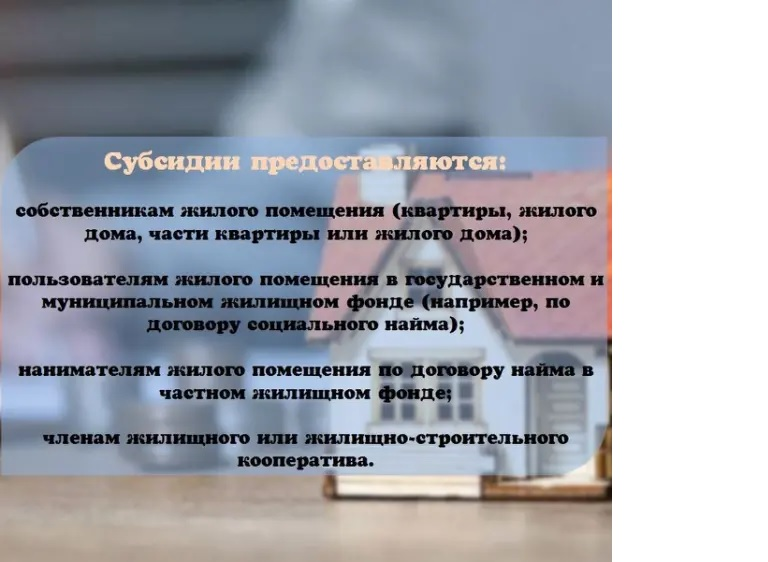 Субсидии предоставляются:
собственникам жилого помещения (квартиры, жилого
дома, части квартиры или жилого дома);
пользователям жилого помещения в государственном и
муниципальном жилищном фонде (например, по
договору социального найма);
нанимателям жилого помещения по договору найма в
частном жилищном фонде;
членам жилищного или жилищно-строительного
кооператива.